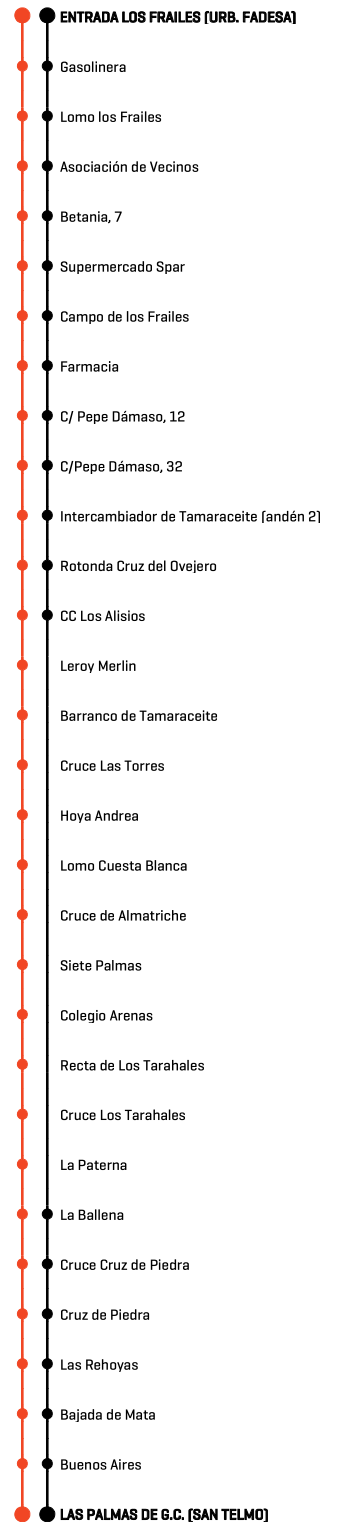 ENTRADA LOS FRAILES (URB. FADESA)
Gasolinera
Lomo los Frailes
Asociación de Vecinos
Betania, 7
Supermercado Spar
Campo de los Frailes
Farmacia
C/ Pepe Dámaso, 12
C/Pepe Dámaso, 32
Intercambiador de Tamaraceite (andén 2)
Rotonda Cruz del Ovejero
CC Los Alisios
Leroy Merlin
Barranco de Tamaraceite
Cruce Las Torres
Hoya Andrea
Lomo Cuesta Blanca
Cruce de Almatriche
Siete Palmas
Colegio Arenas
Recta de Los Tarahales
Cruce Los Tarahales
La Paterna
La Ballena
Cruce Cruz de Piedra
Cruz de Piedra
Las Rehoyas
Bajada de Mata
Buenos Aires
LAS PALMAS DE G.C. (SAN TELMO)